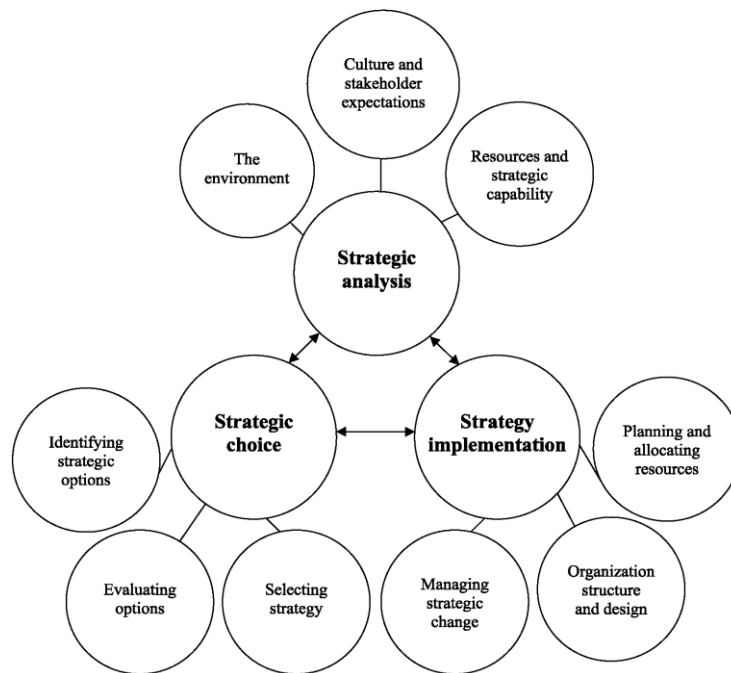 Culture and
stakeholder
expectations
The
environment
Resources and
strategic
capability
Strategic
analysis
Strategic
choice
Strategy
implementation
Identifying
strategic
options
Planning and
allocating
resources
Evaluating
options
Selecting
strategy
Managing
strategic
change
Organization
structure
and design